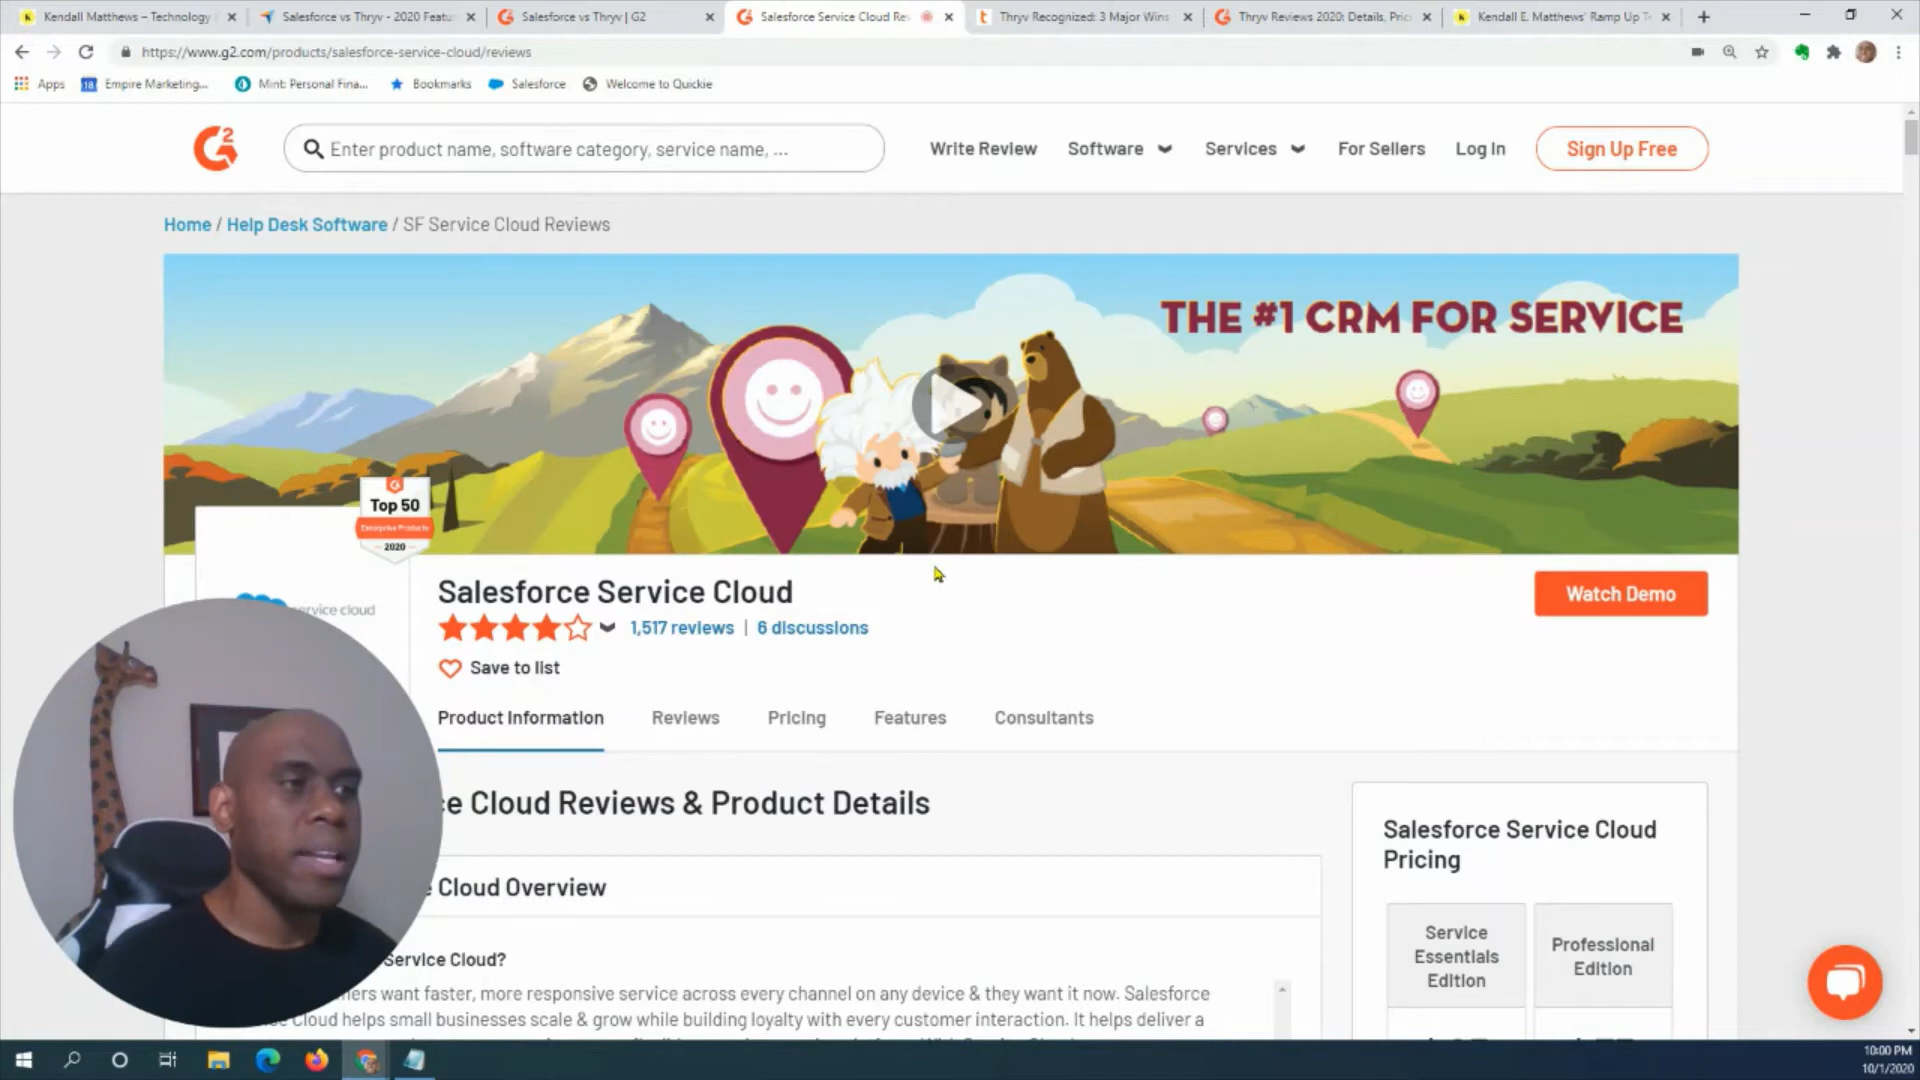 Kendall Matthews – Technology
Salesforce vs Thryv - 2020 Featu
Salesforce vs Thryv | G2
Salesforce Service Cloud Re
Thryv Recognized: 3 Major Wins
Thryv Reviews 2020: Details, Pric
Kendall E. Matthews' Ramp Up T
https://www.g2.com/products/salesforce-service-cloud/reviews
Apps
Empire Marketing...
Mint: Personal Fina...
Bookmarks
Salesforce
Welcome to Quickie
G2
Enter product name, software category, service name, ...
Write Review
Software
Services
For Sellers
Log In
Sign Up Free
Home / Help Desk Software / SF Service Cloud Reviews
THE #1 CRM FOR SERVICE
Top 50
Enterprise Products
2020
ervice cloud
Salesforce Service Cloud
1,517 reviews | 6 discussions
Save to list
Watch Demo
Product Information
Reviews
Pricing
Features
Consultants
ce Cloud Reviews & Product Details
Cloud Overview
Service Cloud?
ners want faster, more responsive service across every channel on any device & they want it now. Salesforce
Cloud helps small businesses scale & grow while building loyalty with every customer interaction. It helps deliver a
Salesforce Service Cloud
Pricing
Service
Essentials
Edition
Professional
Edition
10:00 PM
10/1/2020